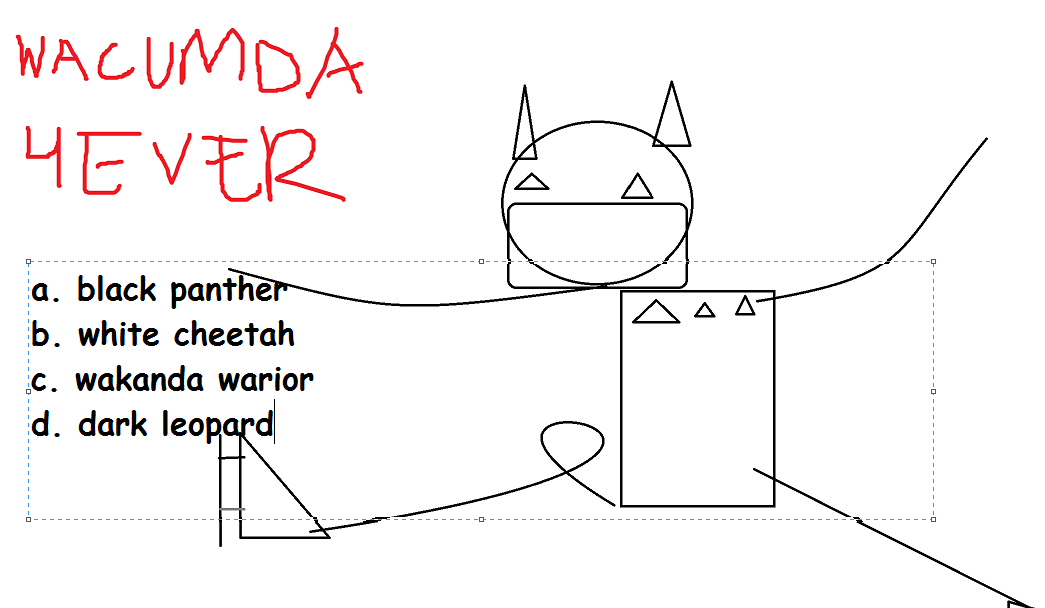 WACUMDA
4EVER
a. black panther
b. white cheetah
c. wakanda warior
d. dark leopard